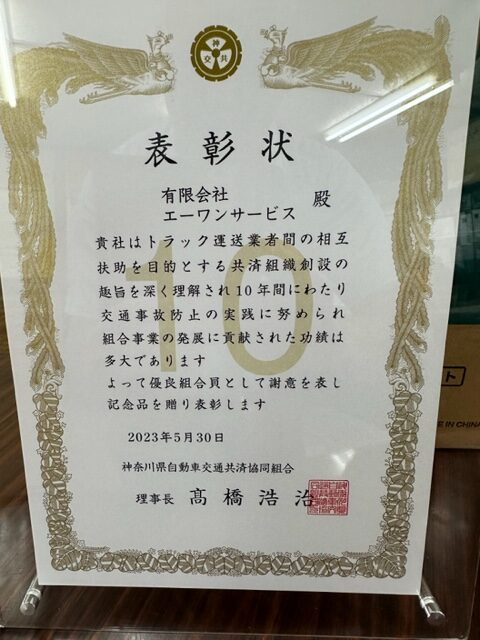 神
交 共
表彰状
有限会社
エーワンサービス 殿
貴社はトラック運送業者間の相互
扶助を目的とする共済組織創設の
趣旨を深く理解され10年間にわたり
交通事故防止の実践に努められ
組合事業の発展に貢献された功績は
多大であります
よって優良組合員として謝意を表し
記念品を贈り表彰します
10
2023年5月30日
神奈川県自動車交通共済協同組合
理事長 髙橋浩治
ト
E IN CHINA